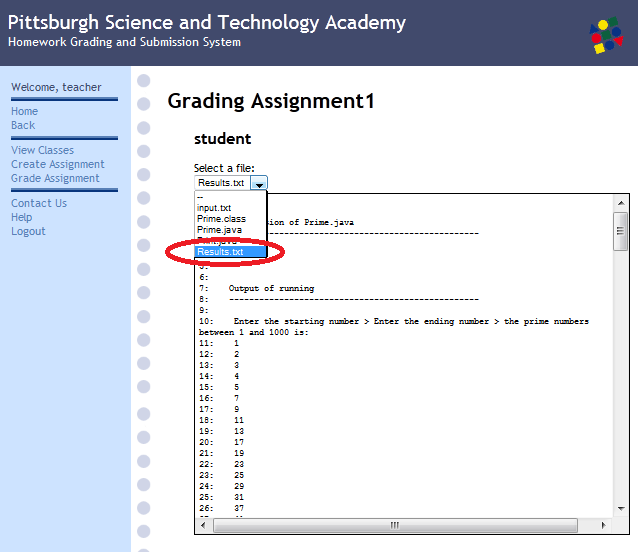 Pittsburgh Science and Technology Academy
Homework Grading and Submission System
Welcome, teacher
Home
Back
View Classes
Create Assignment
Grade Assignment
Contact Us
Help
Logout
Grading Assignment1
student
Select a file:
Results.txt
--
input.txt
Prime.class
Prime.java
Results.txt
of Prime.java
------------------------------------------------
5:
6:
7: Output of running
8: --------------------------------------------------
9:
10: Enter the starting number > Enter the ending number > the prime numbers
between 1 and 1000 is:
11: 1
12: 2
13: 3
14: 4
15: 5
16: 7
17: 9
18: 11
19: 13
20: 17
21: 19
22: 23
23: 25
24: 29
25: 31
26: 37